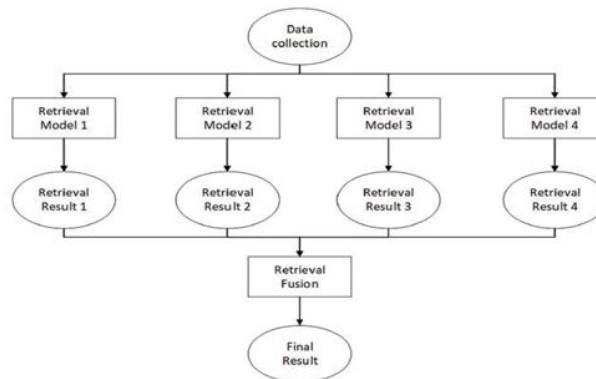 Data
collection
Retrieval
Model 1
Retrieval
Model 2
Retrieval
Model 3
Retrieval
Model 4
Retrieval
Result 1
Retrieval
Result 2
Retrieval
Result 3
Retrieval
Result 4
Retrieval
Fusion
Final
Result